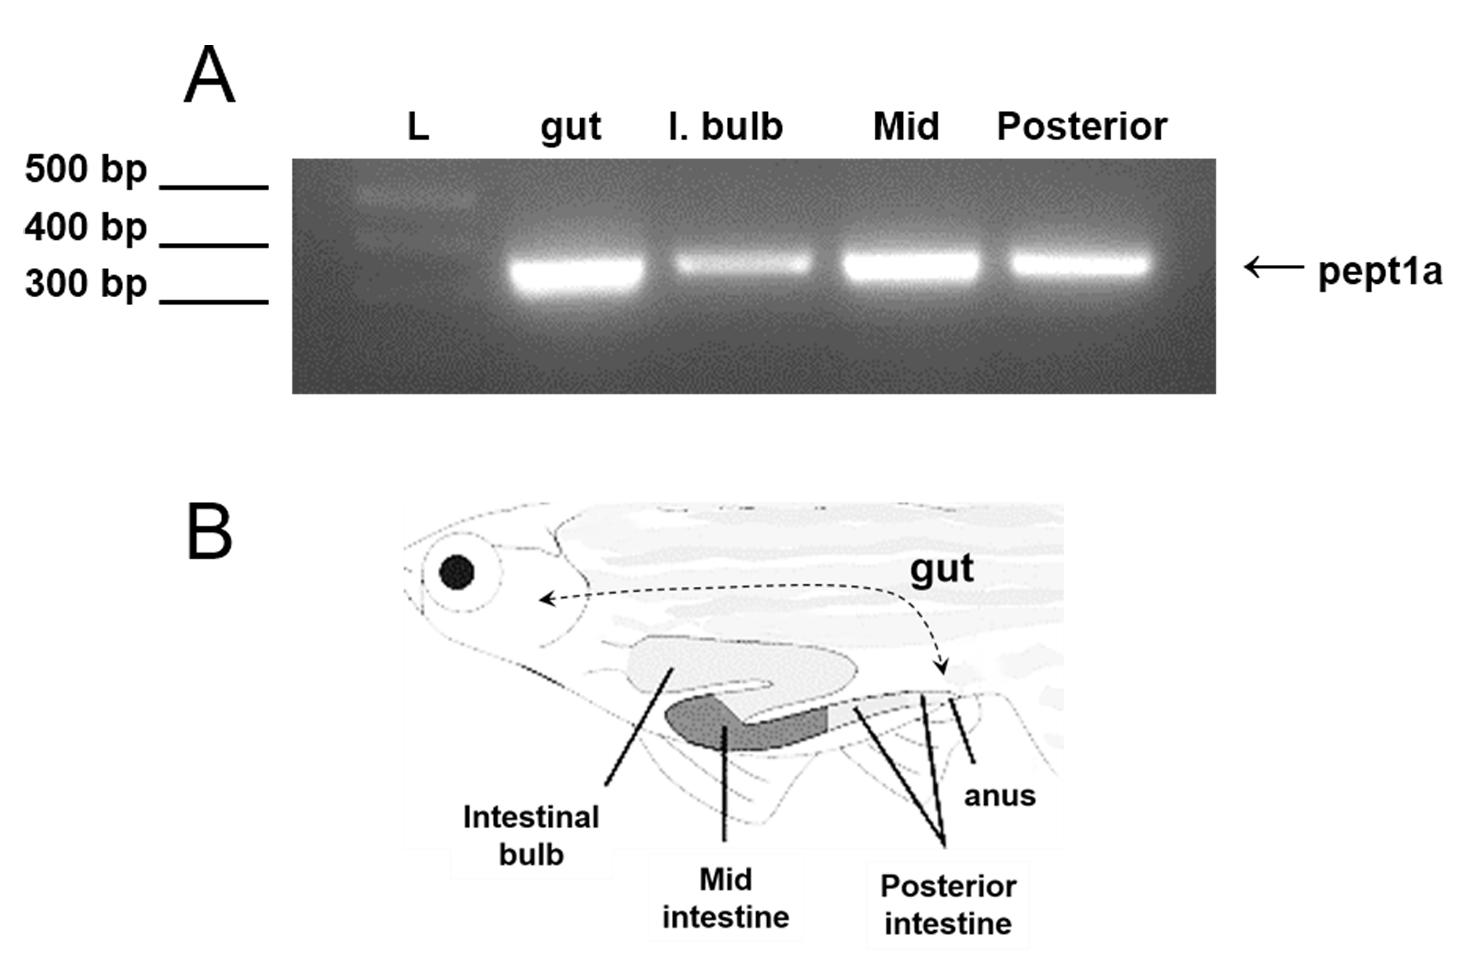 A
L gut I. bulb Mid Posterior
500 bp
400 bp
300 bp
pept1a
B
gut
anus
Intestinal
bulb
Mid
intestine
Posterior
intestine